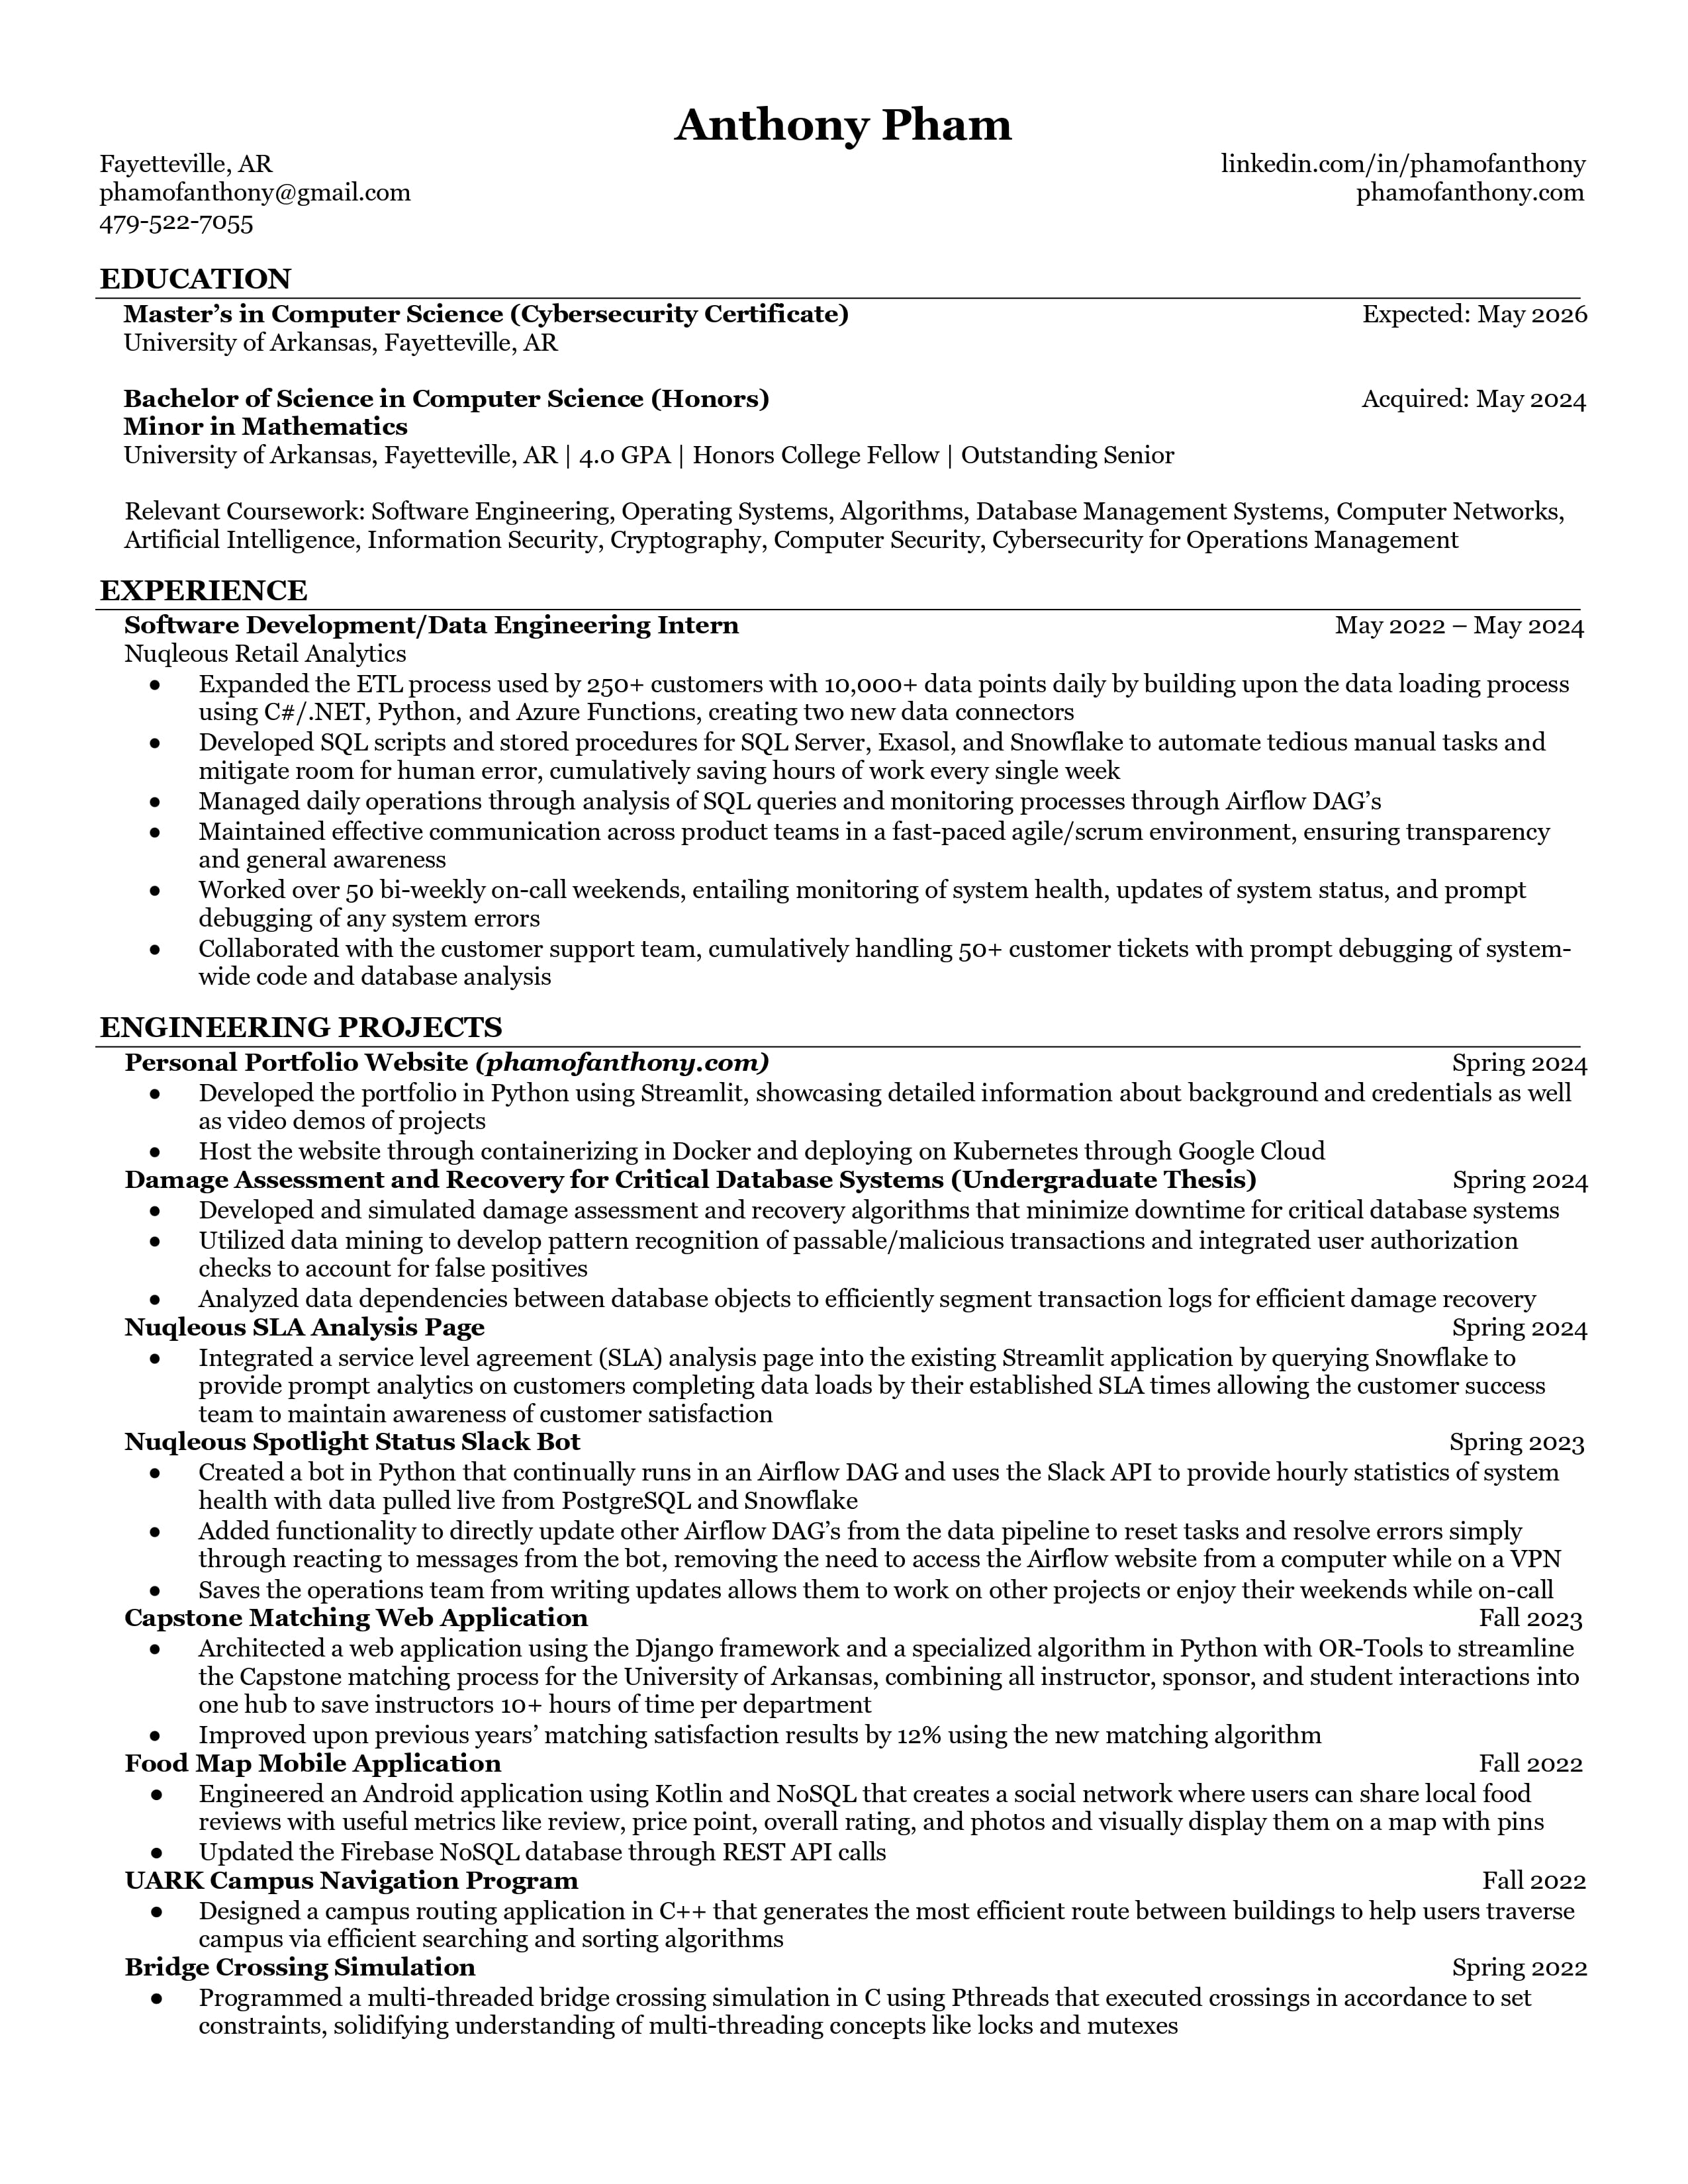 Anthony Pham
Fayetteville, AR linkedin.com/in/phamofanthony
phamofanthony@gmail.com phamofanthony.com
479-522-7055
EDUCATION
Master’s in Computer Science (Cybersecurity Certificate) Expected: May 2026
University of Arkansas, Fayetteville, AR
Bachelor of Science in Computer Science (Honors) Acquired: May 2024
Minor in Mathematics
University of Arkansas, Fayetteville, AR | 4.0 GPA | Honors College Fellow | Outstanding Senior
Relevant Coursework: Software Engineering, Operating Systems, Algorithms, Database Management Systems, Computer Networks,
Artificial Intelligence, Information Security, Cryptography, Computer Security, Cybersecurity for Operations Management
EXPERIENCE
Software Development/Data Engineering Intern May 2022 – May 2024
Nuqleous Retail Analytics
● Expanded the ETL process used by 250+ customers with 10,000+ data points daily by building upon the data loading process
using C#/.NET, Python, and Azure Functions, creating two new data connectors
● Developed SQL scripts and stored procedures for SQL Server, Exasol, and Snowflake to automate tedious manual tasks and
mitigate room for human error, cumulatively saving hours of work every single week
● Managed daily operations through analysis of SQL queries and monitoring processes through Airflow DAG’s
● Maintained effective communication across product teams in a fast-paced agile/scrum environment, ensuring transparency
and general awareness
● Worked over 50 bi-weekly on-call weekends, entailing monitoring of system health, updates of system status, and prompt
debugging of any system errors
● Collaborated with the customer support team, cumulatively handling 50+ customer tickets with prompt debugging of system-
wide code and database analysis
ENGINEERING PROJECTS
Personal Portfolio Website (phamofanthony.com) Spring 2024
● Developed the portfolio in Python using Streamlit, showcasing detailed information about background and credentials as well
as video demos of projects
● Host the website through containerizing in Docker and deploying on Kubernetes through Google Cloud
Damage Assessment and Recovery for Critical Database Systems (Undergraduate Thesis) Spring 2024
● Developed and simulated damage assessment and recovery algorithms that minimize downtime for critical database systems
● Utilized data mining to develop pattern recognition of passable/malicious transactions and integrated user authorization
checks to account for false positives
● Analyzed data dependencies between database objects to efficiently segment transaction logs for efficient damage recovery
Nuqleous SLA Analysis Page Spring 2024
● Integrated a service level agreement (SLA) analysis page into the existing Streamlit application by querying Snowflake to
provide prompt analytics on customers completing data loads by their established SLA times allowing the customer success
team to maintain awareness of customer satisfaction
Nuqleous Spotlight Status Slack Bot Spring 2023
● Created a bot in Python that continually runs in an Airflow DAG and uses the Slack API to provide hourly statistics of system
health with data pulled live from PostgreSQL and Snowflake
● Added functionality to directly update other Airflow DAG’s from the data pipeline to reset tasks and resolve errors simply
through reacting to messages from the bot, removing the need to access the Airflow website from a computer while on a VPN
● Saves the operations team from writing updates allows them to work on other projects or enjoy their weekends while on-call
Capstone Matching Web Application Fall 2023
● Architected a web application using the Django framework and a specialized algorithm in Python with OR-Tools to streamline
the Capstone matching process for the University of Arkansas, combining all instructor, sponsor, and student interactions into
one hub to save instructors 10+ hours of time per department
● Improved upon previous years’ matching satisfaction results by 12% using the new matching algorithm
Food Map Mobile Application Fall 2022
● Engineered an Android application using Kotlin and NoSQL that creates a social network where users can share local food
reviews with useful metrics like review, price point, overall rating, and photos and visually display them on a map with pins
● Updated the Firebase NoSQL database through REST API calls
UARK Campus Navigation Program Fall 2022
● Designed a campus routing application in C++ that generates the most efficient route between buildings to help users traverse
campus via efficient searching and sorting algorithms
Bridge Crossing Simulation Spring 2022
● Programmed a multi-threaded bridge crossing simulation in C using Pthreads that executed crossings in accordance to set
constraints, solidifying understanding of multi-threading concepts like locks and mutexes